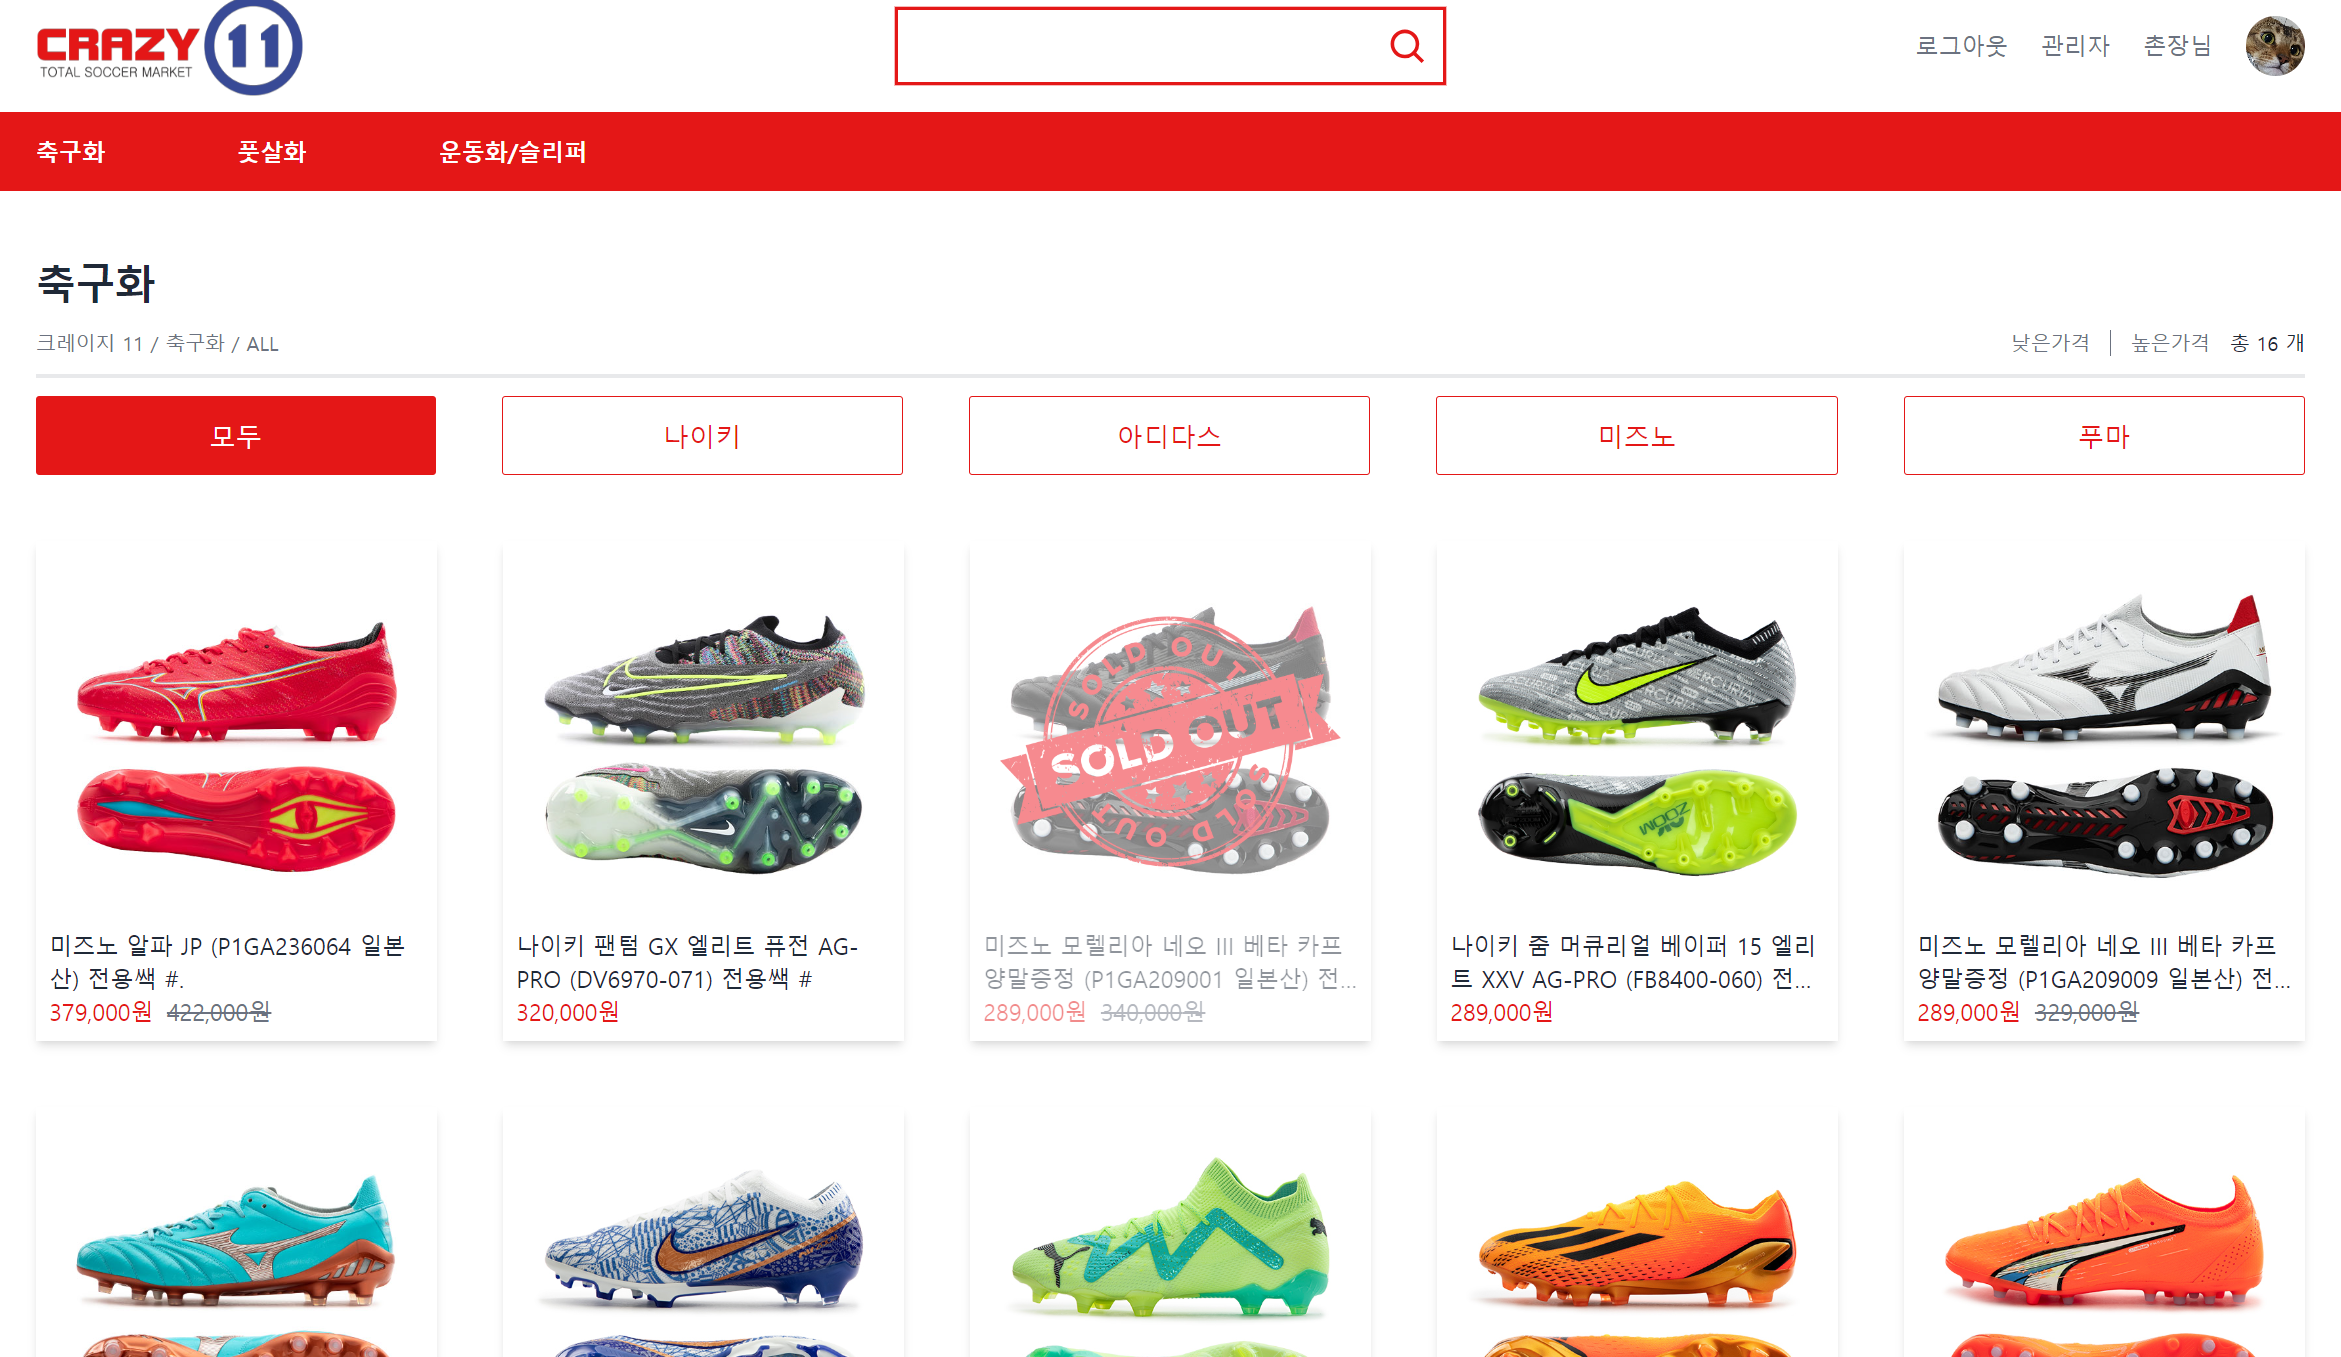 CRAZY 11
TOTAL SOCCER MARKET
로그아웃 관리자 촌장님
축구화 풋살화 운동화/슬리퍼
축구화
크레이지 11 / 축구화 / ALL
낮은가격 | 높은가격 총 16 개
모두 나이키 아디다스 미즈노 푸마
SOLD OUT
SOLD OUT
SOLD OUT
미즈노 알파 JP (P1GA236064 일본
산) 전용쌕 #.
379,000원 422,000원
나이키 팬텀 GX 엘리트 퓨전 AG-
PRO (DV6970-071) 전용쌕 #
320,000원
미즈노 모렐리아 네오 III 베타 카프
양말증정 (P1GA209001 일본산) 전...
289,000원 340,000원
나이키 줌 머큐리얼 베이퍼 15 엘리
트 XXV AG-PRO (FB8400-060) 전...
289,000원
미즈노 모렐리아 네오 III 베타 카프
양말증정 (P1GA209009 일본산) 전...
289,000원 329,000원